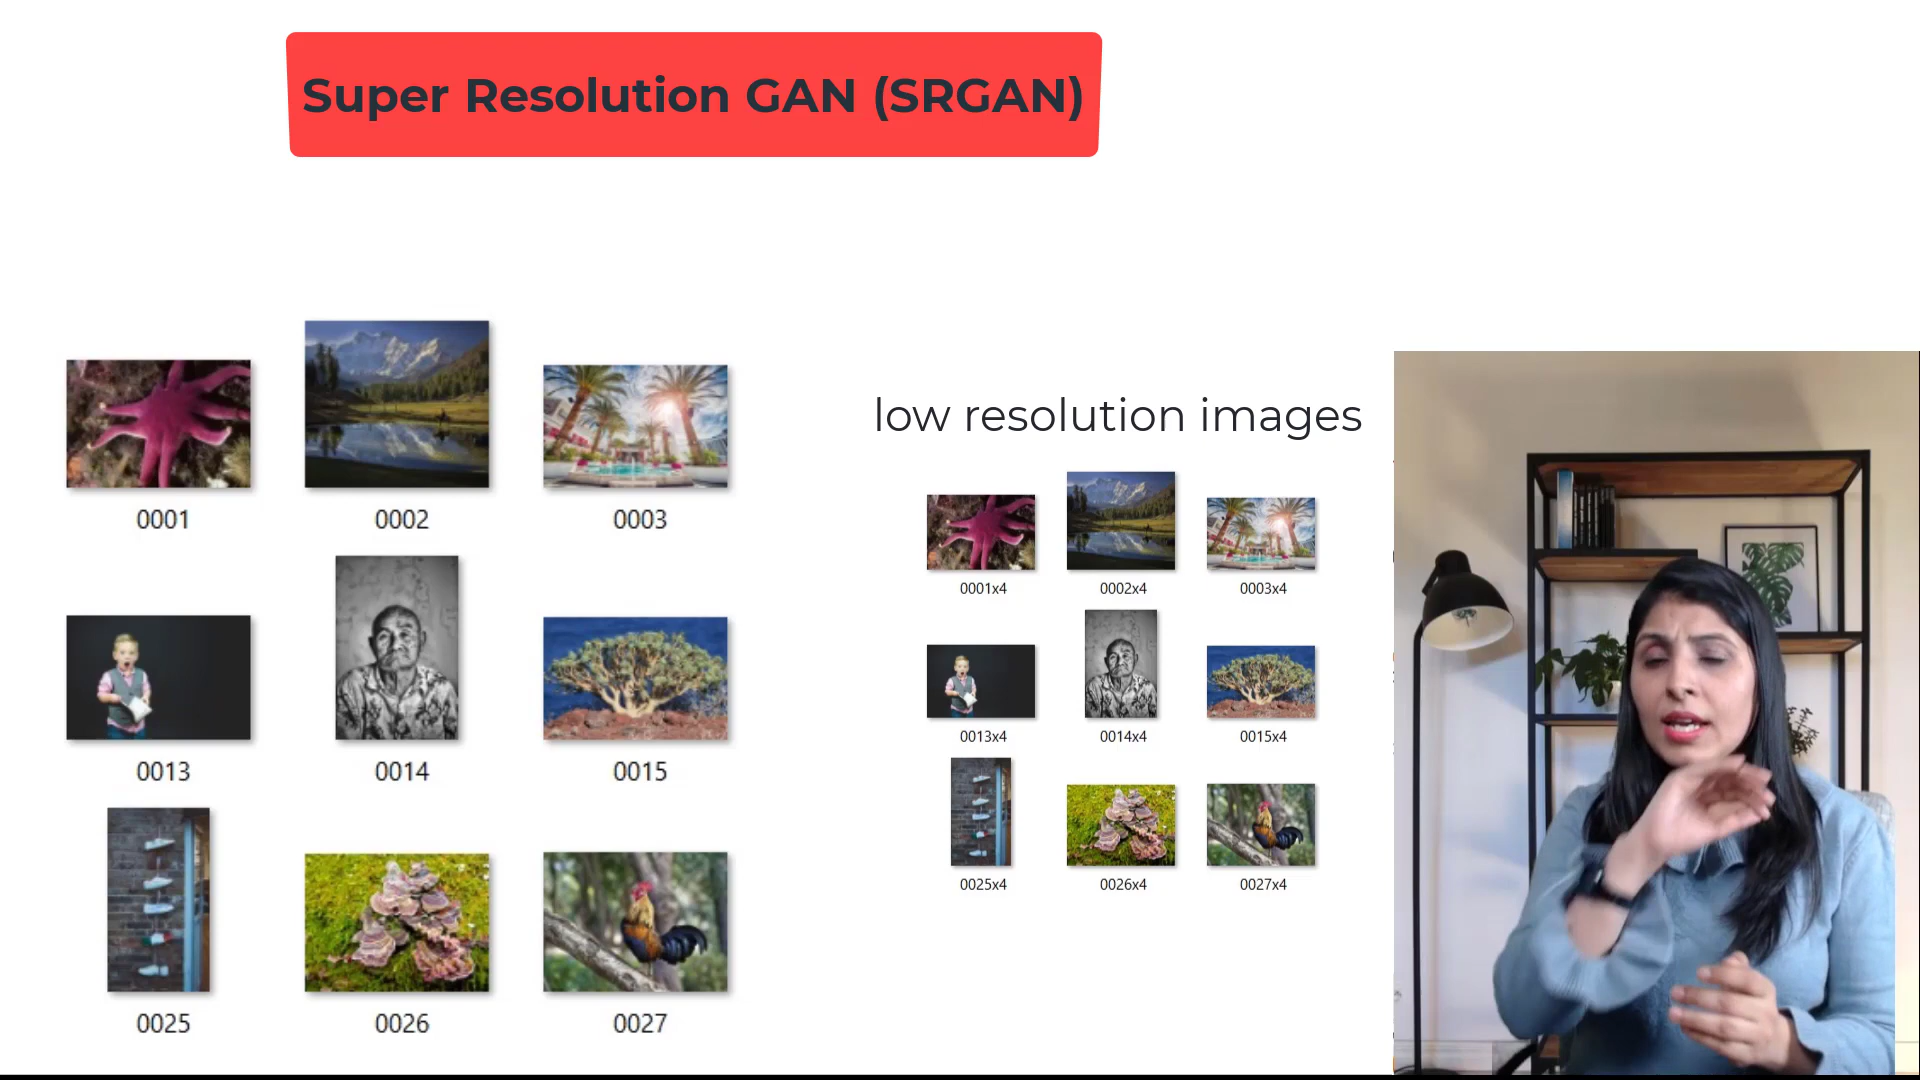 Super Resolution GAN (SRGAN)
0001 0002 0003
0013 0014 0015
0025 0026 0027
low resolution images
0001x4 0002x4 0003x4
0013x4 0014x4 0015x4
0025x4 0026x4 0027x4